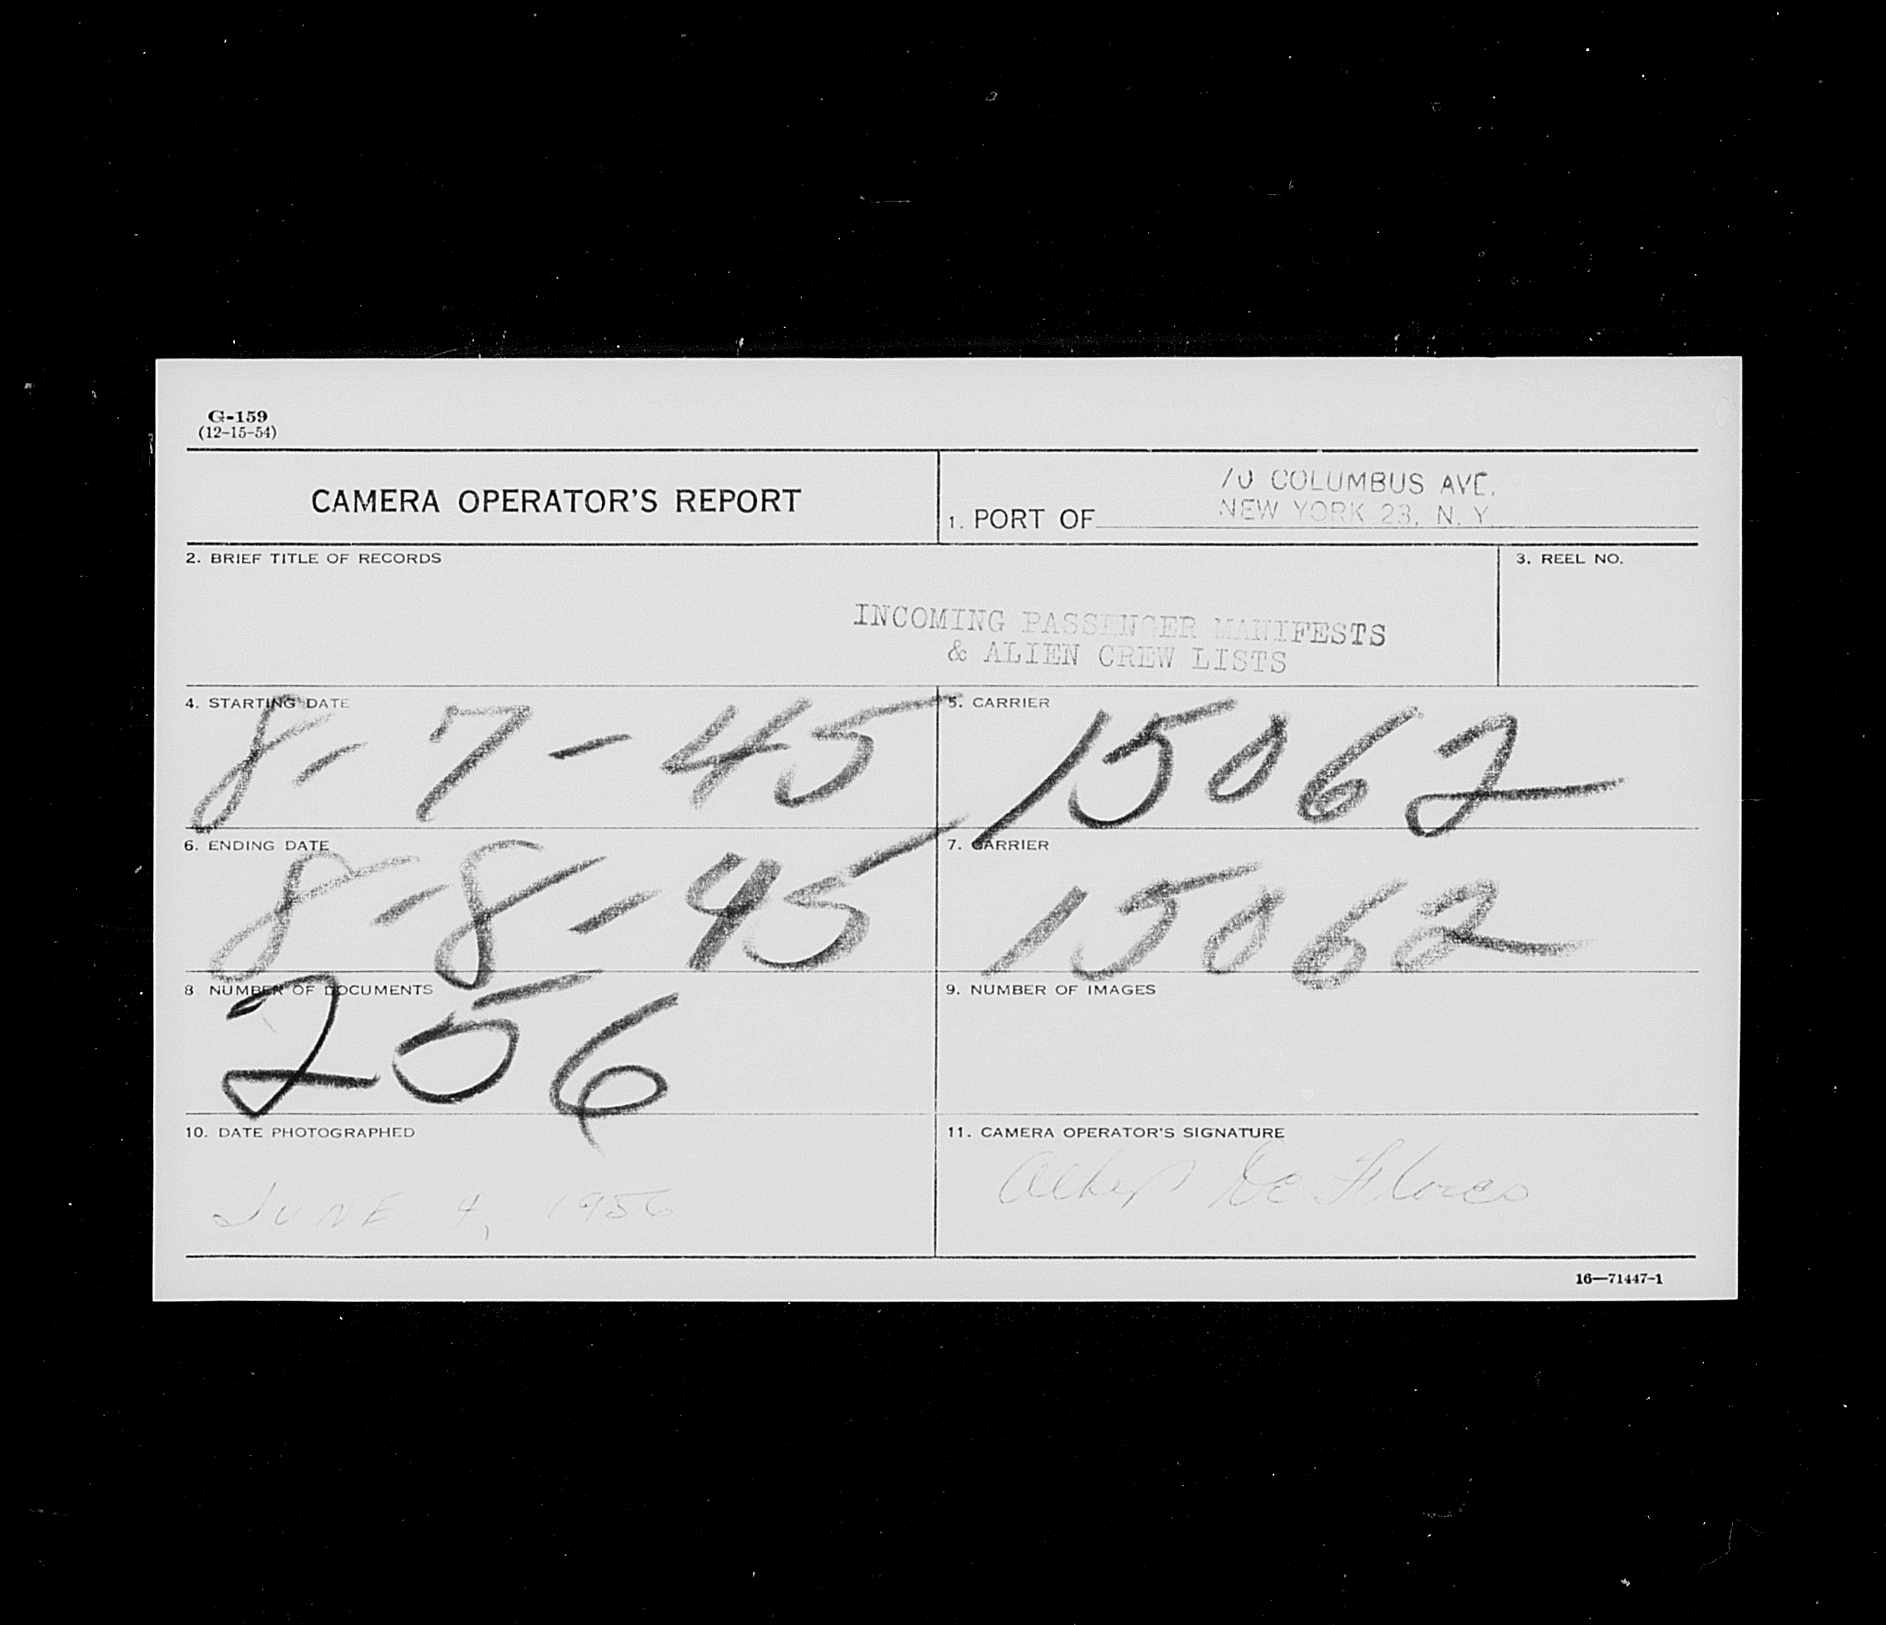 G-159
(12-15-54)
CAMERA OPERATOR'S REPORT
1. PORT OF 70 COLUMBUS AVE.
NEW YORK 23, N. Y.
2. BRIEF TITLE OF RECORDS
3. REEL NO.
INCOMING PASSENGER MANIFESTS
& ALIEN CREW LISTS
4. STARTING DATE
8-7-45
5. CARRIER
15062
6. ENDING DATE
8-8-45
7. CARRIER
15062
8 NUMBER OF DOCUMENTS
256
9. NUMBER OF IMAGES
10. DATE PHOTOGRAPHED
JUNE 4, 1956
11. CAMERA OPERATOR'S SIGNATURE
De Flores
16—71447-1